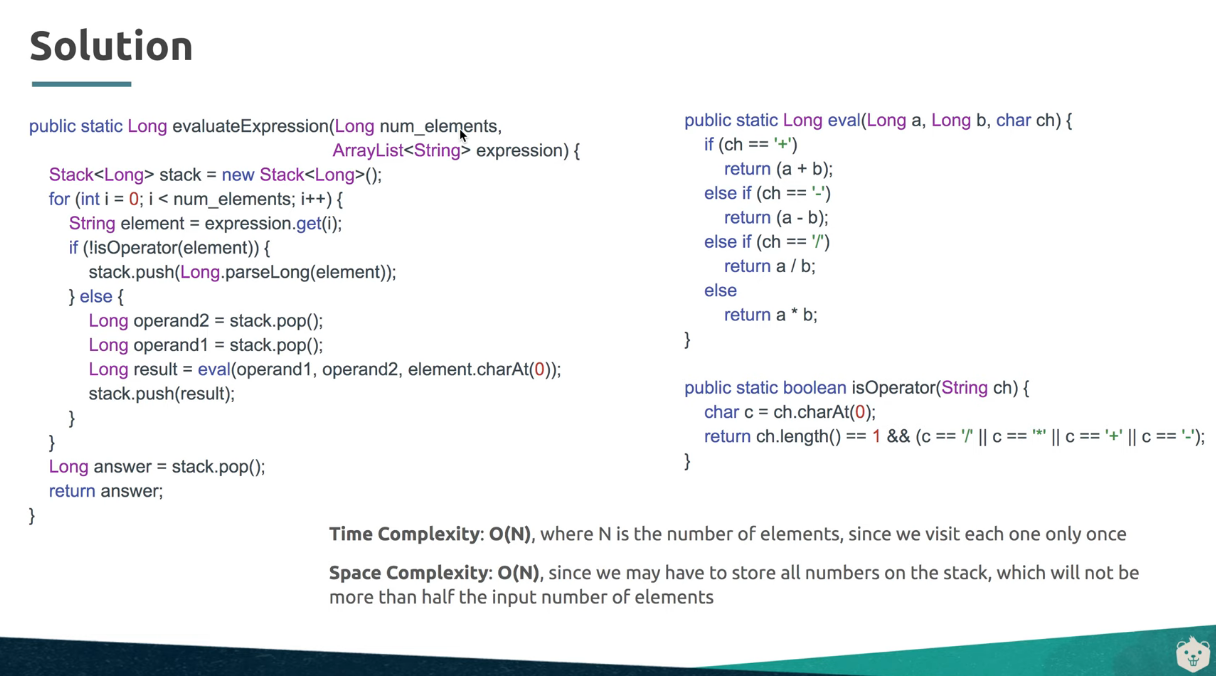 Solution
public static Long evaluateExpression(Long num_elements,
ArrayList<String> expression) {
Stack<Long> stack = new Stack<Long>();
for (int i = 0; i < num_elements; i++) {
String element = expression.get(i);
if (!isOperator(element)) {
stack.push(Long.parseLong(element));
} else {
Long operand2 = stack.pop();
Long operand1 = stack.pop();
Long result = eval(operand1, operand2, element.charAt(0));
stack.push(result);
}
}
Long answer = stack.pop();
return answer;
}
public static Long eval(Long a, Long b, char ch) {
if (ch == '+')
return (a + b);
else if (ch == '-')
return (a - b);
else if (ch == '/')
return a / b;
else
return a * b;
}
public static boolean isOperator(String ch) {
char c = ch.charAt(0);
return ch.length() == 1 && (c == '/' || c == '*' || c == '+' || c == '-');
}
Time Complexity: O(N), where N is the number of elements, since we visit each one only once
Space Complexity: O(N), since we may have to store all numbers on the stack, which will not be
more than half the input number of elements